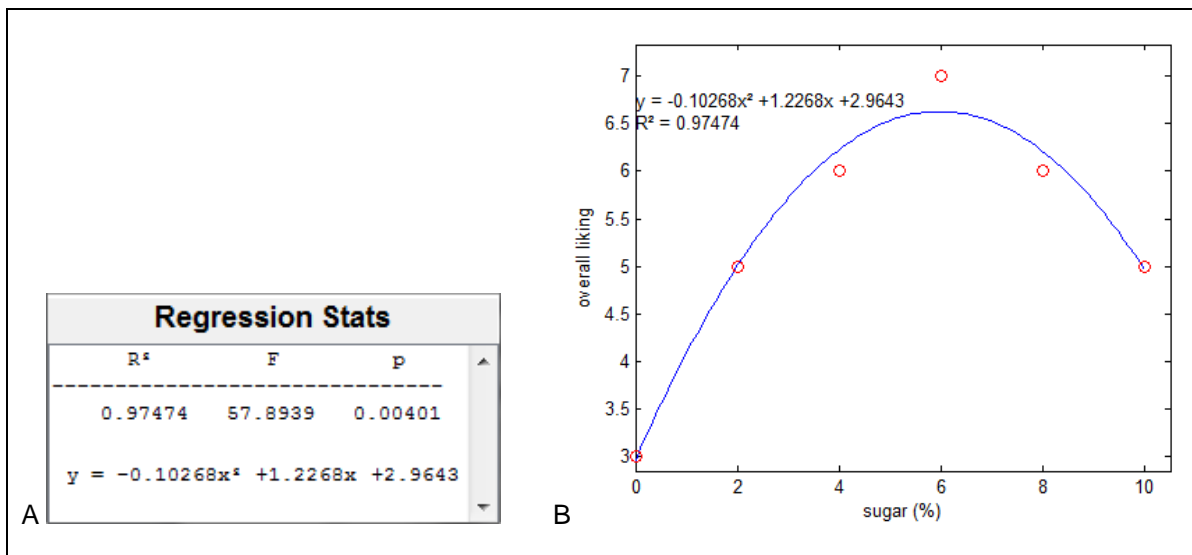 Regression Stats
R² F p
--------------------------------
0.97474 57.8939 0.00401
y = -0.10268x² +1.2268x +2.9643
A
y = -0.10268x² +1.2268x +2.9643
R² = 0.97474
7
6.5
6
5.5
5
4.5
4
3.5
3
overall liking
0 2 4 6 8 10
sugar (%)
B